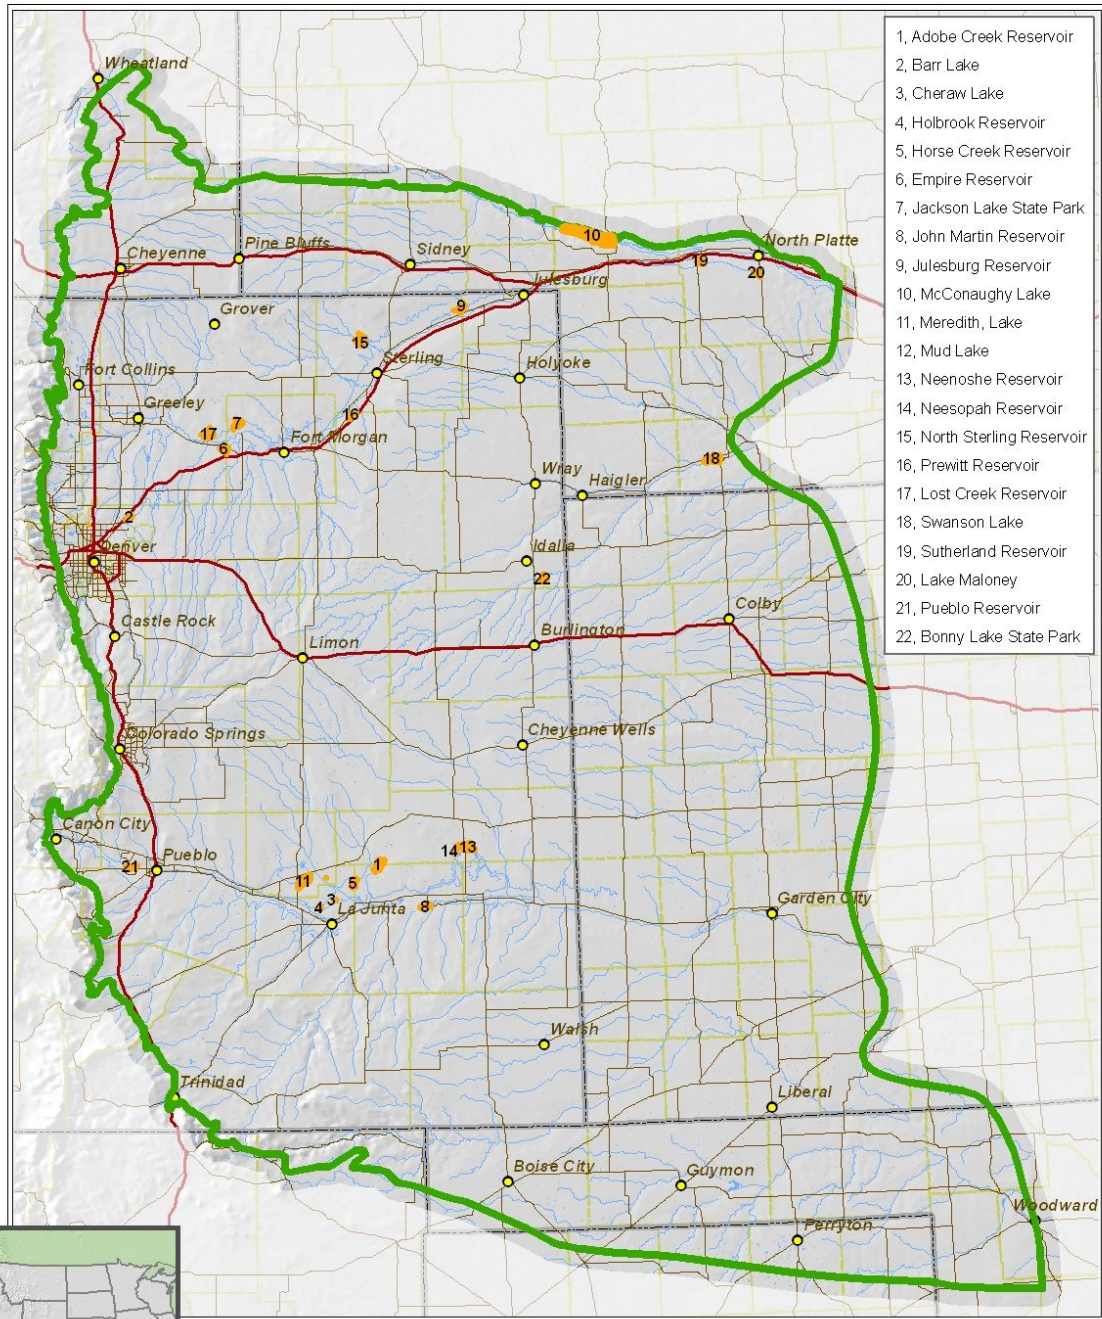 1, Adobe Creek Reservoir
2, Barr Lake
3, Cheraw Lake
4, Holbrook Reservoir
5, Horse Creek Reservoir
6, Empire Reservoir
7, Jackson Lake State Park
8, John Martin Reservoir
9, Julesburg Reservoir
10, McConaughy Lake
11, Meredith, Lake
12, Mud Lake
13, Neenoshe Reservoir
14, Neesopah Reservoir
15, North Sterling Reservoir
16, Prewitt Reservoir
17, Lost Creek Reservoir
18, Swanson Lake
19, Sutherland Reservoir
20, Lake Maloney
21, Pueblo Reservoir
22, Bonny Lake State Park
Wheatland
10
North Platte
Pine Bluffs
Sidney
Cheyenne
19
20
Julesburg
Grover
9
15
Sterling
Holyoke
Fort Collins
Greeley
16
7
17
Fort Morgan
6
18
Wray
Haigler
2
Denver
Idalia
22
Colby
Castle Rock
Burlington
Limon
Colorado Springs
Cheyenne Wells
Canon City
14
13
Pueblo
21
1
11
5
3
4
La Junta
8
Garden City
Walsh
Trinidad
Liberal
Boise City
Guymon
Woodward
Perryton